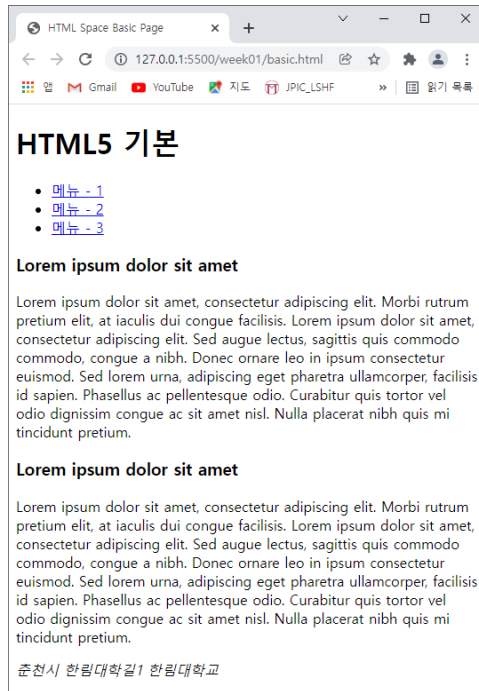 HTML Space Basic Page
127.0.0.1:5500/week01/basic.html
앱 Gmail YouTube 지도 JPIC_LSHF » 읽기 목록
HTML5 기본
메뉴 - 1
메뉴 - 2
메뉴 - 3
Lorem ipsum dolor sit amet
Lorem ipsum dolor sit amet, consectetur adipiscing elit. Morbi rutrum
pretium elit, at iaculis dui congue facilisis. Lorem ipsum dolor sit amet,
consectetur adipiscing elit. Sed augue lectus, sagittis quis commodo
commodo, congue a nibh. Donec ornare leo in ipsum consectetur
euismod. Sed lorem urna, adipiscing eget pharetra ullamcorper, facilisis
id sapien. Phasellus ac pellentesque odio. Curabitur quis tortor vel
odio dignissim congue ac sit amet nisl. Nulla placerat nibh quis mi
tincidunt pretium.
Lorem ipsum dolor sit amet
Lorem ipsum dolor sit amet, consectetur adipiscing elit. Morbi rutrum
pretium elit, at iaculis dui congue facilisis. Lorem ipsum dolor sit amet,
consectetur adipiscing elit. Sed augue lectus, sagittis quis commodo
commodo, congue a nibh. Donec ornare leo in ipsum consectetur
euismod. Sed lorem urna, adipiscing eget pharetra ullamcorper, facilisis
id sapien. Phasellus ac pellentesque odio. Curabitur quis tortor vel
odio dignissim congue ac sit amet nisl. Nulla placerat nibh quis mi
tincidunt pretium.
춘천시 한림대학길1 한림대학교